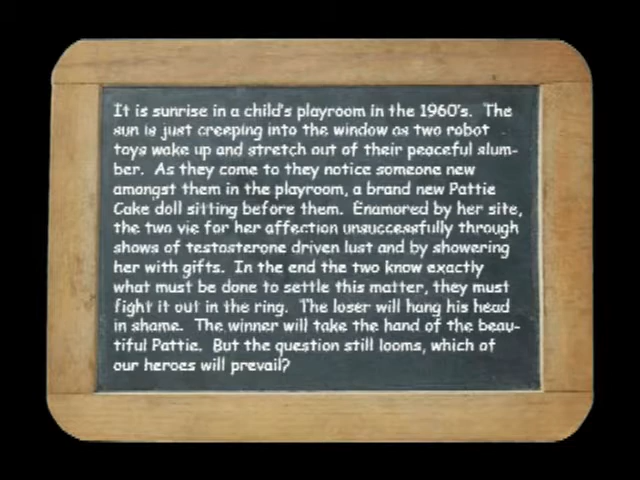 It is sunrise in a child's playroom in the 1960's. The
sun is just creeping into the window as two robot
toys wake up and stretch out of their peaceful slum-
ber. As they come to they notice someone new
amongst them in the playroom, a brand new Pattie
Cake doll sitting before them. Enamored by her site,
the two vie for her affection unsuccessfully through
shows of testosterone driven lust and by showering
her with gifts. In the end the two know exactly
what must be done to settle this matter, they must
fight it out in the ring. The loser will hang his head
in shame. The winner will take the hand of the beau-
tiful Pattie. But the question still looms, which of
our heroes will prevail?